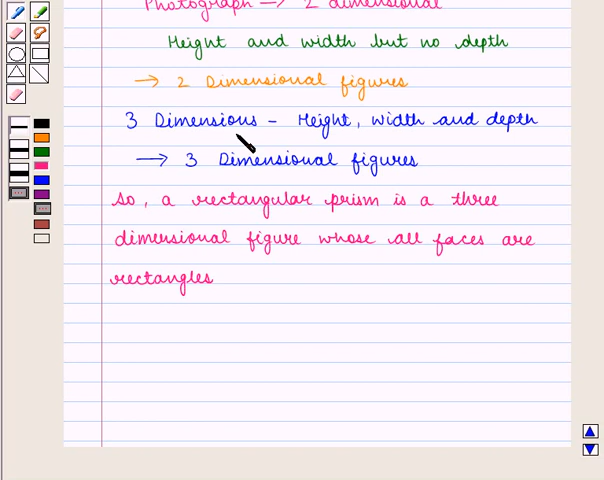 Photograph → 2 dimensional
Height and width but no depth
→ 2 Dimensional figures
3 Dimensions - Height, width and depth
→ 3 Dimensional figures
So, a rectangular prism is a three
dimensional figure whose all faces are
rectangles